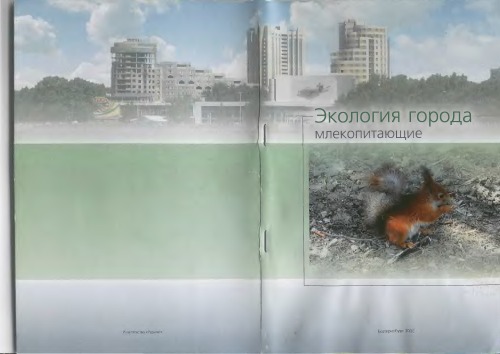 Экология города
млекопитающие